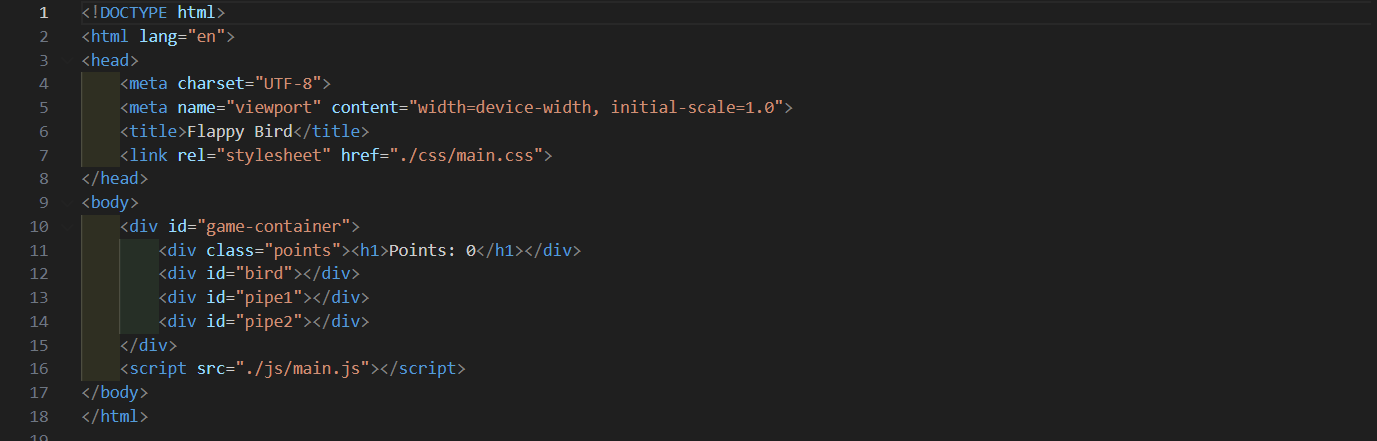 1 <!DOCTYPE html>
2 <html lang="en">
3 <head>
4 <meta charset="UTF-8">
5 <meta name="viewport" content="width=device-width, initial-scale=1.0">
6 <title>Flappy Bird</title>
7 <link rel="stylesheet" href="./css/main.css">
8 </head>
9 <body>
10 <div id="game-container">
11 <div class="points"><h1>Points: 0</h1></div>
12 <div id="bird"></div>
13 <div id="pipe1"></div>
14 <div id="pipe2"></div>
15 </div>
16 <script src="./js/main.js"></script>
17 </body>
18 </html>
19